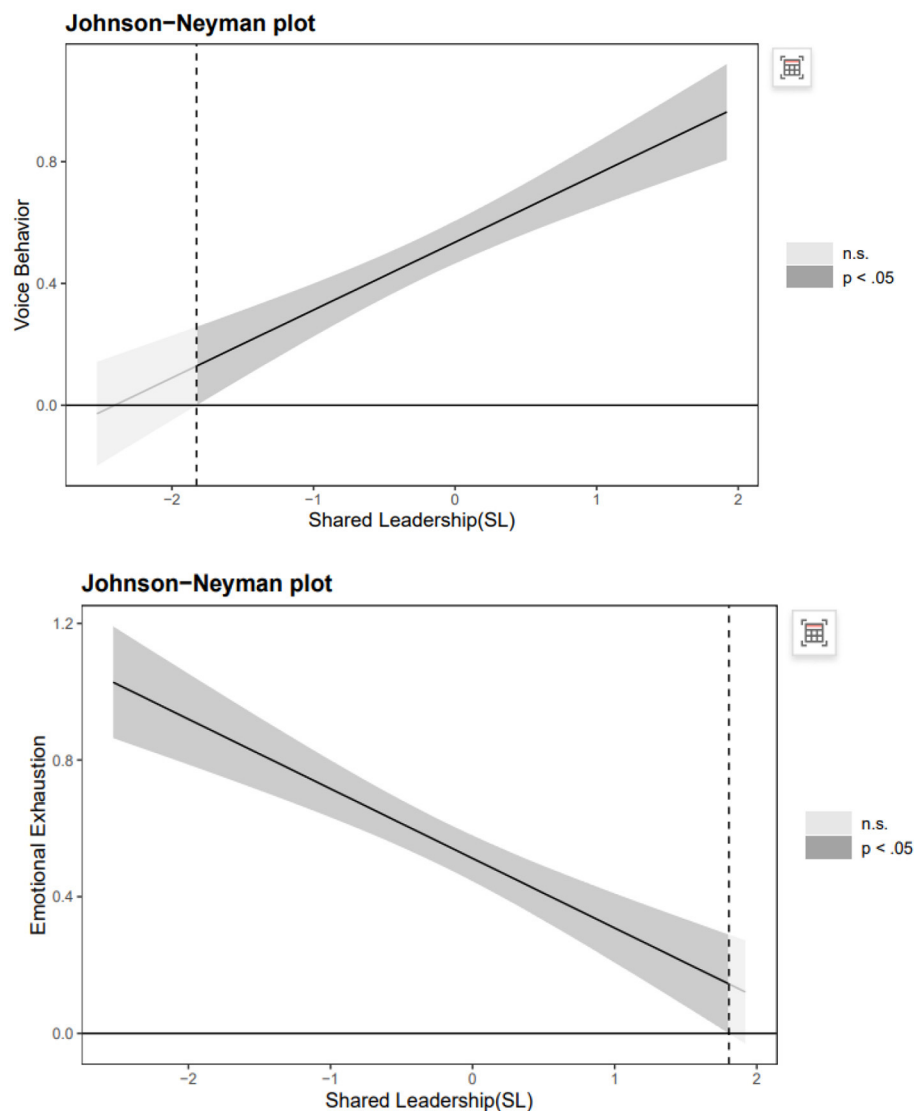 Johnson−Neyman plot
0.8
0.4
0.0
Voice Behavior
−2
−1
0
1
2
Shared Leadership(SL)
n.s.
p < .05
Johnson−Neyman plot
1.2
0.8
0.4
0.0
Emotional Exhaustion
−2
−1
0
1
2
Shared Leadership(SL)
n.s.
p < .05